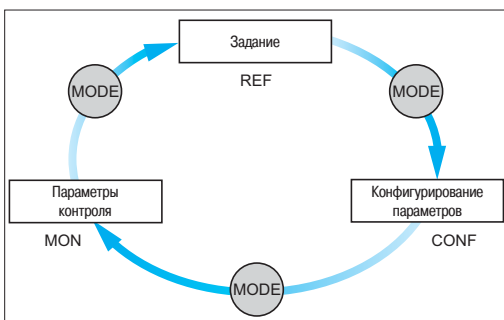 Задание
REF
MODE
MODE
Параметры
контроля
MON
Конфигурирование
параметров
CONF
MODE